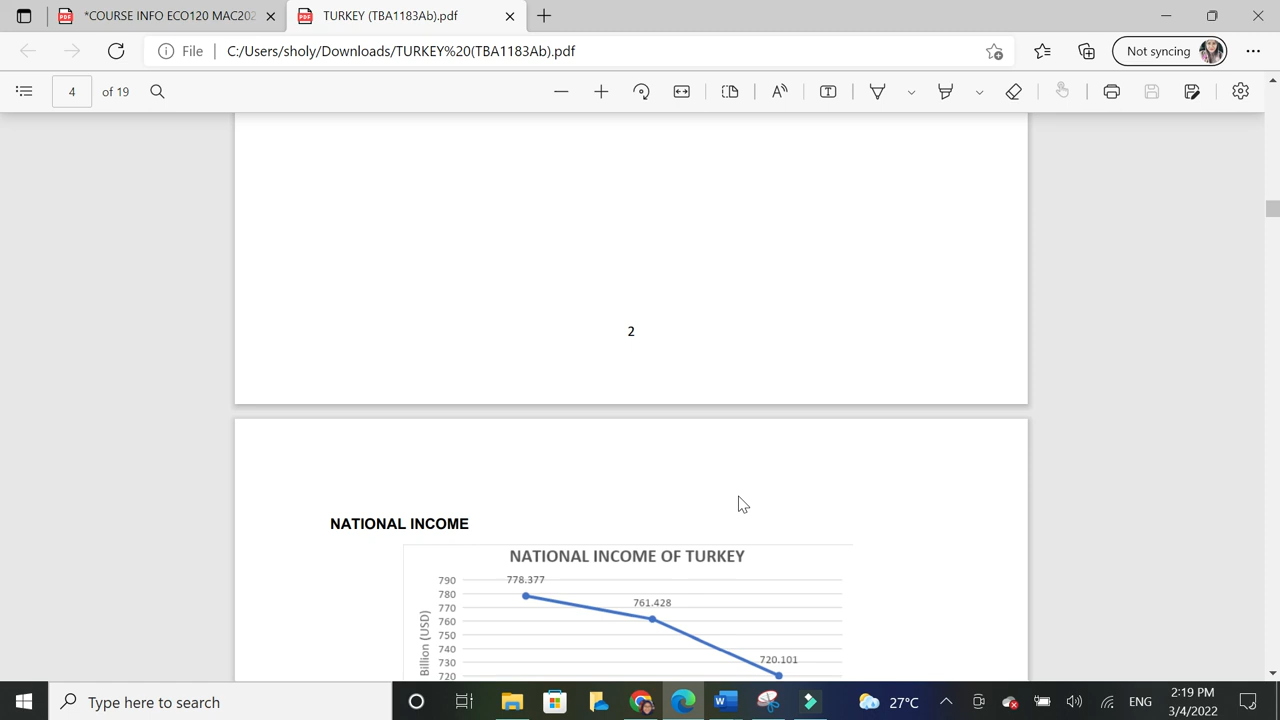 *COURSE INFO ECO120 MAC202
TURKEY (TBA1183Ab).pdf
File
C:/Users/sholy/Downloads/TURKEY%20(TBA1183Ab).pdf
Not syncing
4 of 19
2
NATIONAL INCOME
NATIONAL INCOME OF TURKEY
790
780
770
760
750
740
730
720
Billion (USD)
778.377
761.428
720.101
Type here to search
27°C
ENG
2:19 PM
3/4/2022